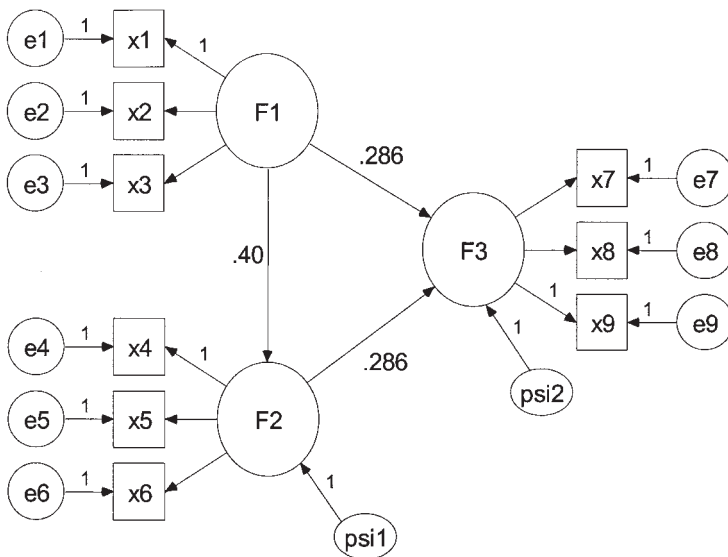 e1 1 x1 1
e2 1 x2 F1
e3 1 x3
.286
x7 1 e7
.40
F3 x8 1 e8
1 x9 1 e9
1
e4 1 x4 1
.286
psi2
e5 1 x5 F2
e6 1 x6
1
psi1